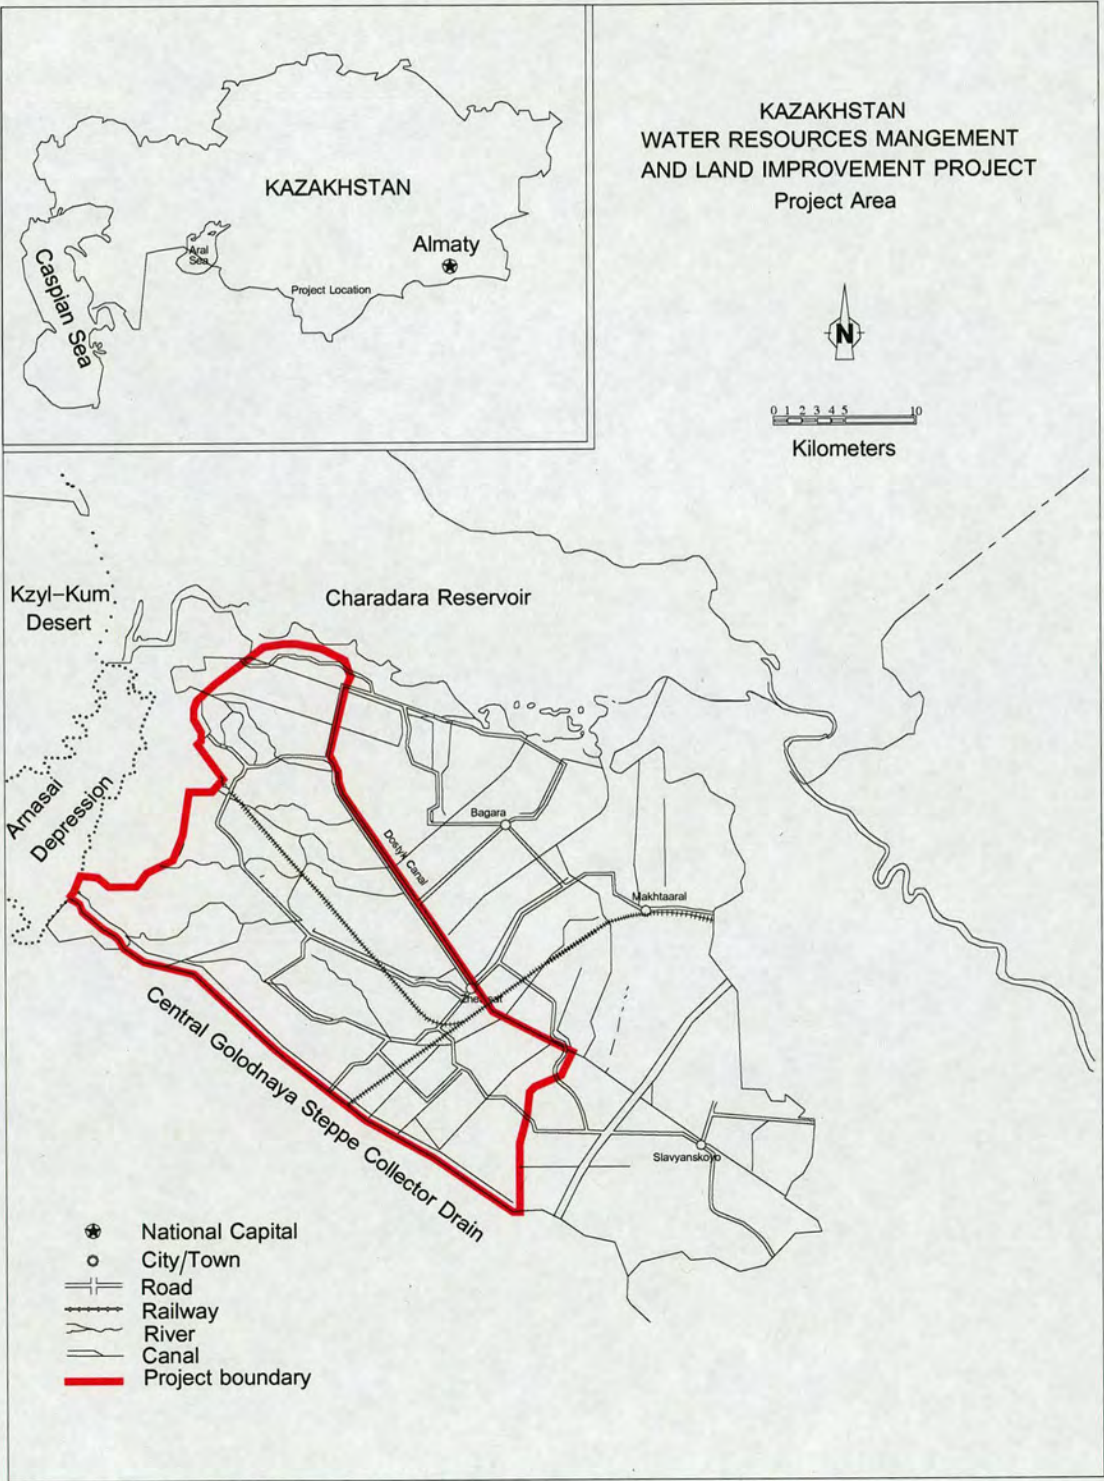 KAZAKHSTAN
WATER RESOURCES MANGEMENT
AND LAND IMPROVEMENT PROJECT
Project Area
KAZAKHSTAN
Almaty
Aral
Sea
Caspian Sea
Project Location
N
0 1 2 3 4 5 10
Kilometers
Kzyl-Kum
Desert
Charadara Reservoir
Arnasai
Depression
Bagara
Dostyk Canal
Makhtaaral
Central Golodnaya Steppe Collector Drain
Slavyanskoyo
National Capital
City/Town
Road
Railway
River
Canal
Project boundary